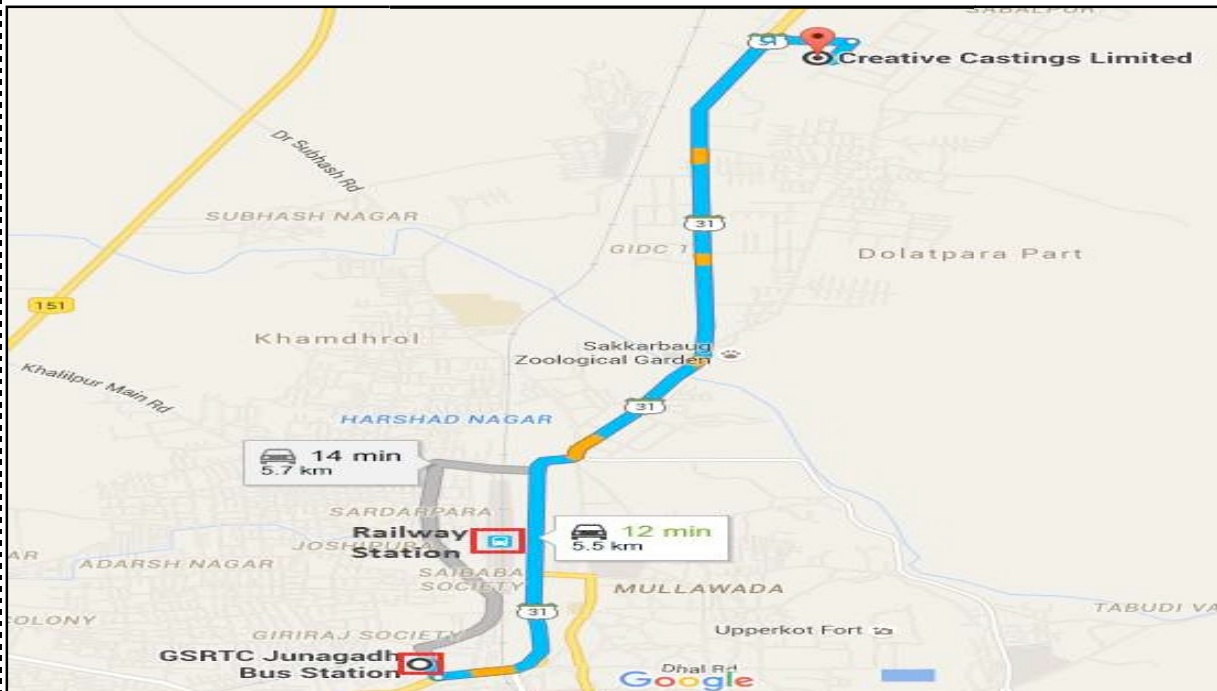 SABALPUR
31
Creative Castings Limited
Dr Subhash Rd
SUBHASH NAGAR
31
GIDC 1
Dolatpara Part
151
Khamdhrol
Sakkarbaug
Zoological Garden
Khalilpur Main Rd
31
HARSHAD NAGAR
14 min
5.7 km
SARDARPARA
Railway
Station
12 min
5.5 km
JOSHIPURA
ADARSH NAGAR
SAIBABA
SOCIETY
MULLAWADA
31
TABUDI VA
OLONY
GIRIRAJ SOCIETY
Upperkot Fort
GSRTC Junagadh
Bus Station
Dhal Rd
Google